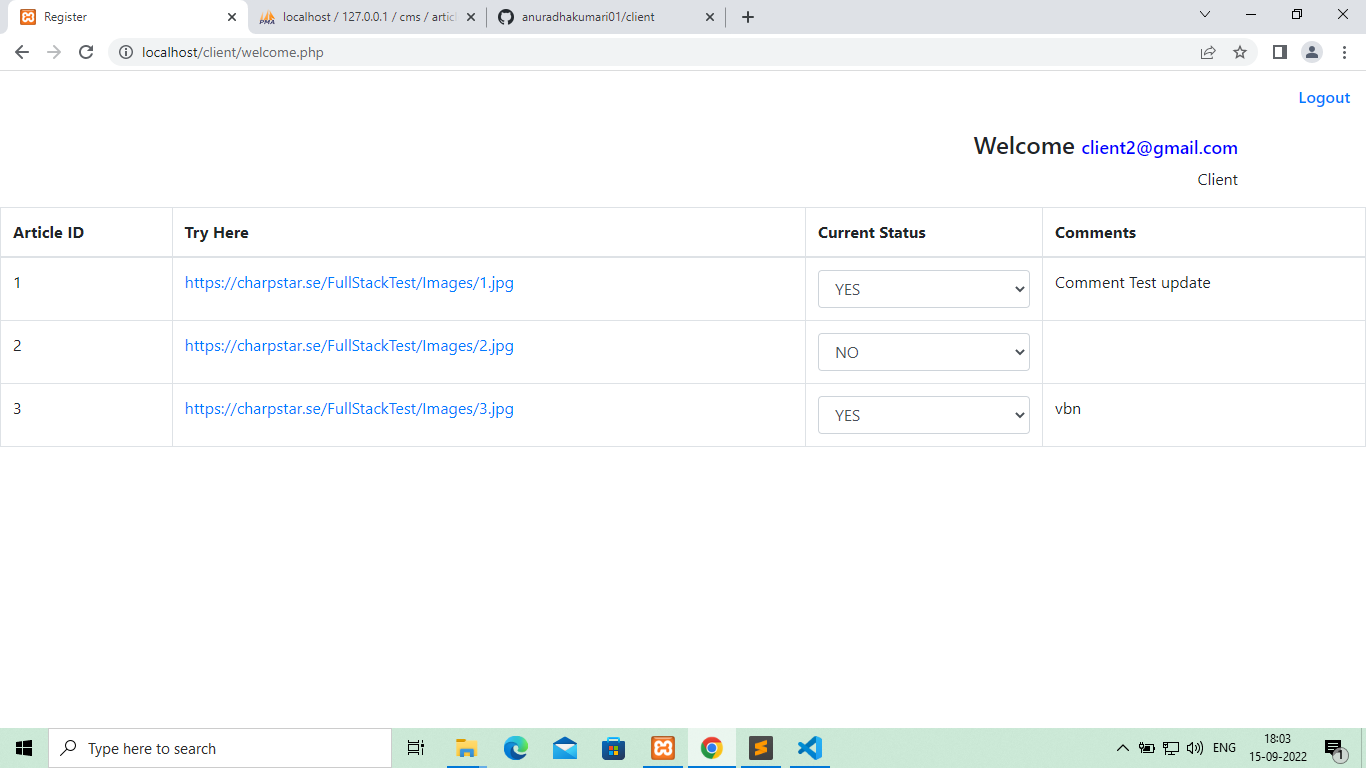 Register
localhost / 127.0.0.1 / cms / artic
anuradhakumari01/client
localhost/client/welcome.php
Logout
Welcome client2@gmail.com
Client
Article ID Try Here Current Status Comments
1 https://charpstar.se/FullStackTest/Images/1.jpg YES Comment Test update
2 https://charpstar.se/FullStackTest/Images/2.jpg NO
3 https://charpstar.se/FullStackTest/Images/3.jpg YES vbn
Type here to search
ENG
18:03
15-09-2022
1